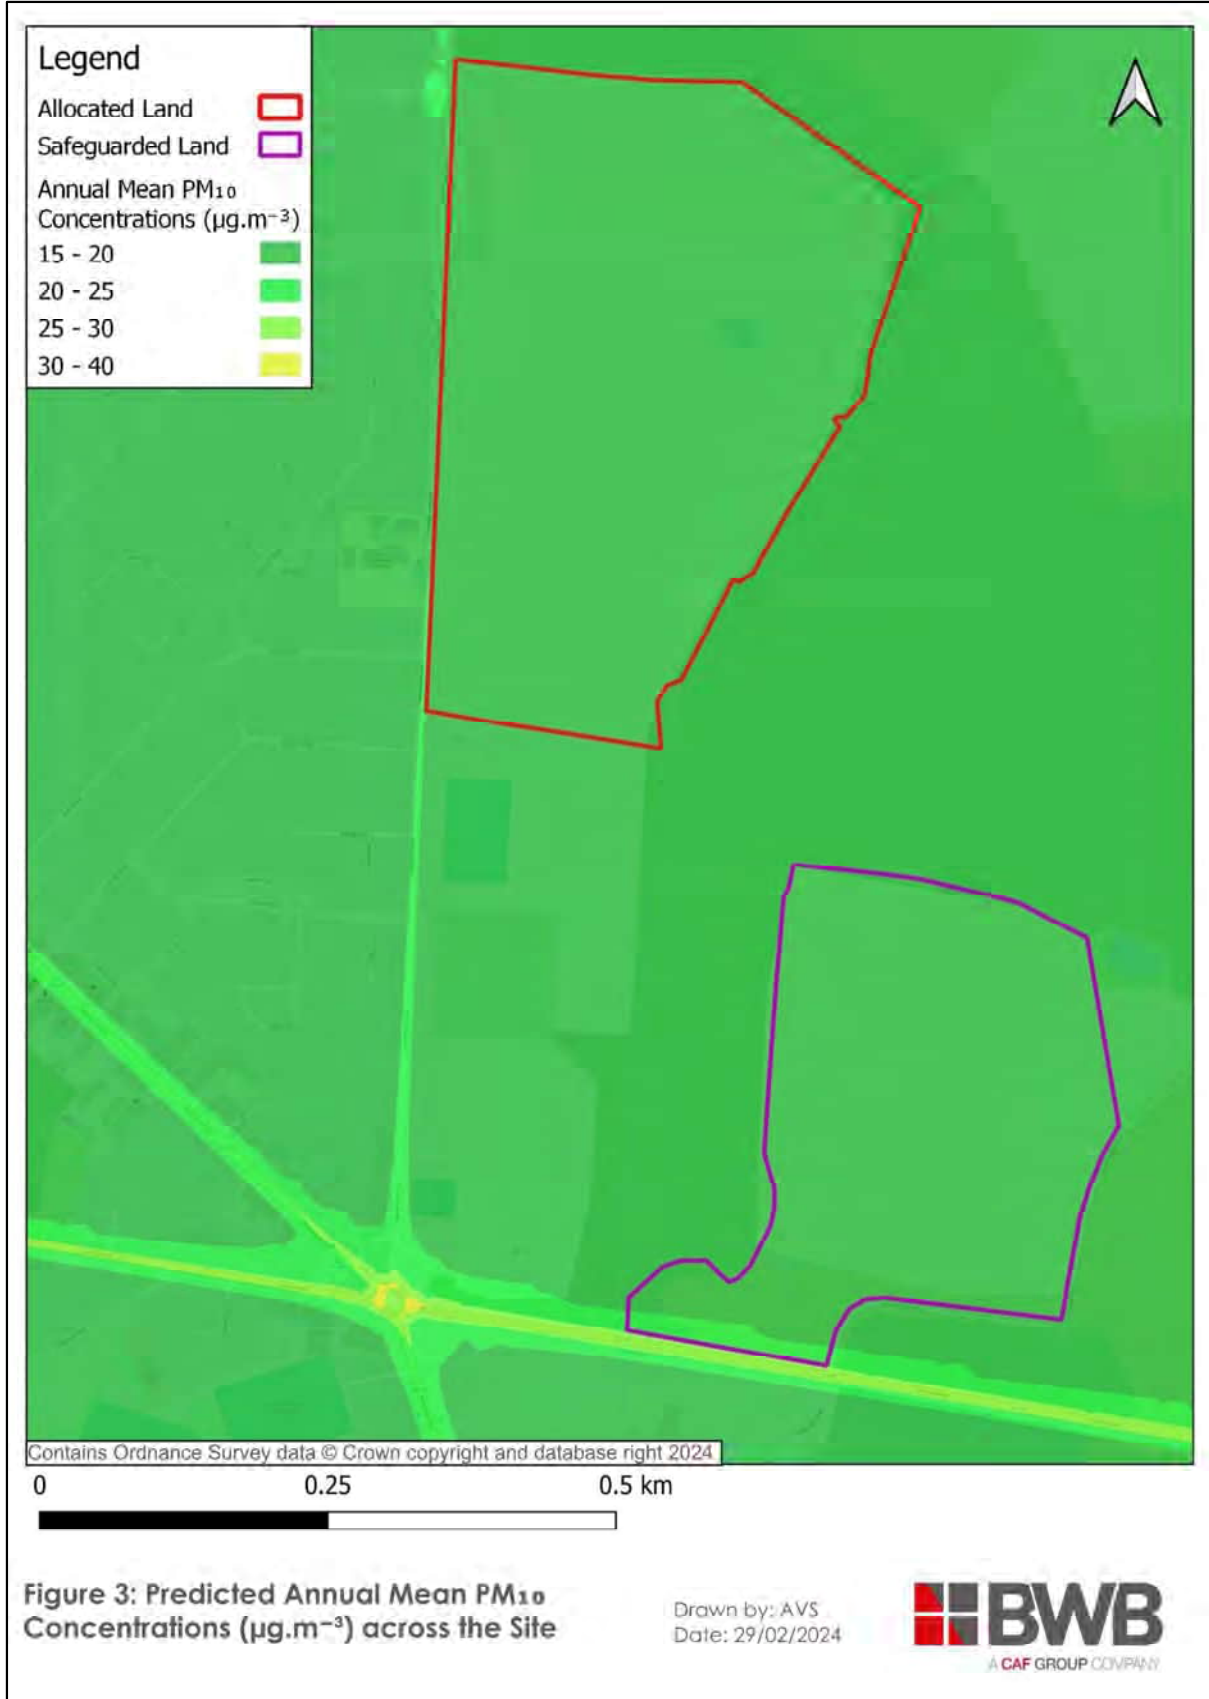 Legend
Allocated Land
Safeguarded Land
Annual Mean PM₁₀
Concentrations (µg.m⁻³)
15 - 20
20 - 25
25 - 30
30 - 40
Contains Ordnance Survey data © Crown copyright and database right 2024
0 0.25 0.5 km
Figure 3: Predicted Annual Mean PM₁₀
Concentrations (µg.m⁻³) across the Site
Drawn by: AVS
Date: 29/02/2024
BWB
A CAF GROUP COMPANY